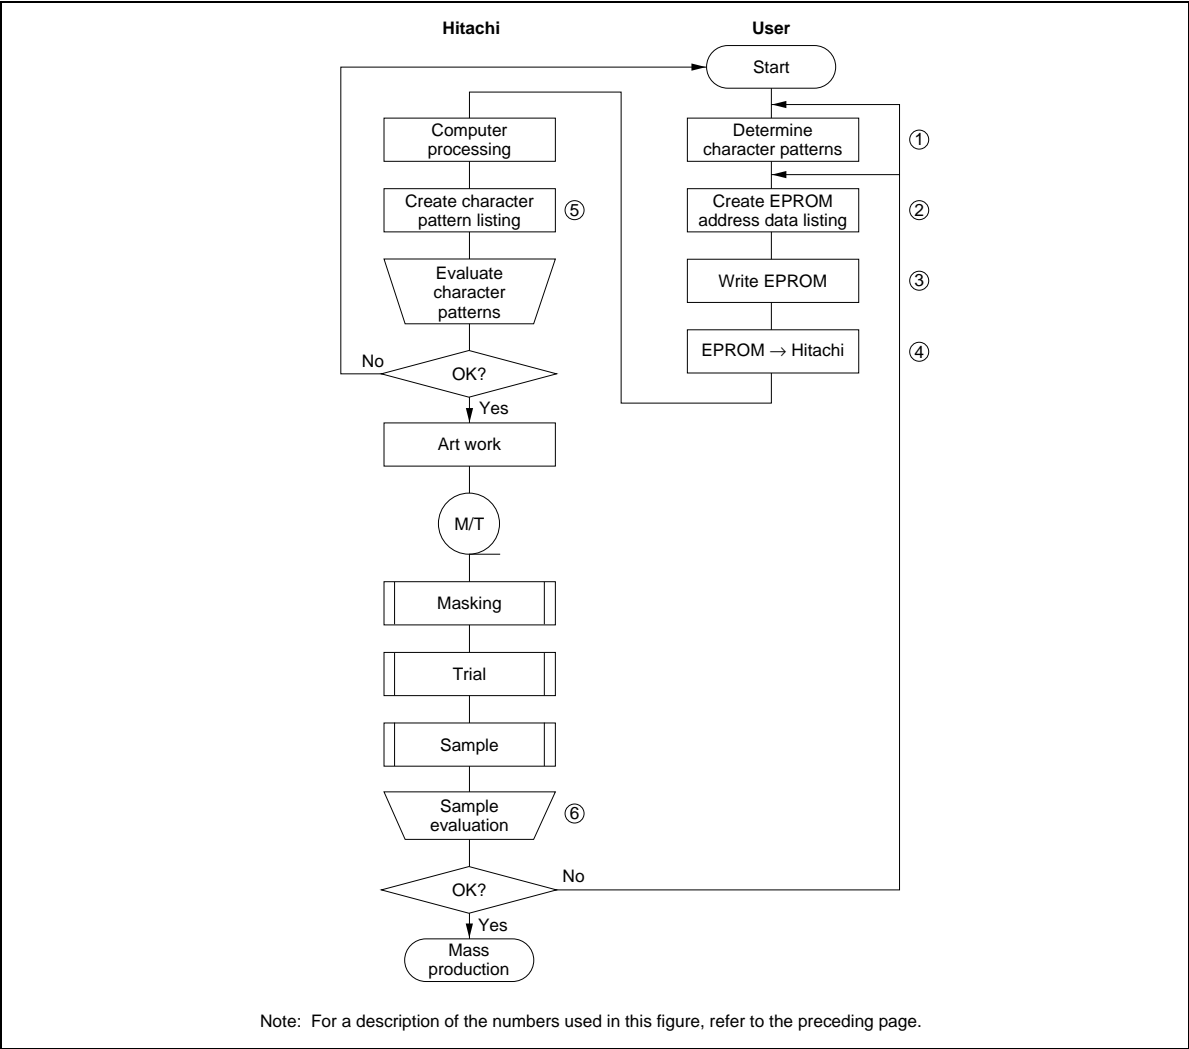 Hitachi
User
Start
Determine
character patterns
①
Create EPROM
address data listing
②
Write EPROM
③
EPROM → Hitachi
④
Computer
processing
Create character
pattern listing
⑤
Evaluate
character
patterns
OK?
No
Yes
Art work
M/T
Masking
Trial
Sample
Sample
evaluation
⑥
OK?
No
Yes
Mass
production
Note: For a description of the numbers used in this figure, refer to the preceding page.